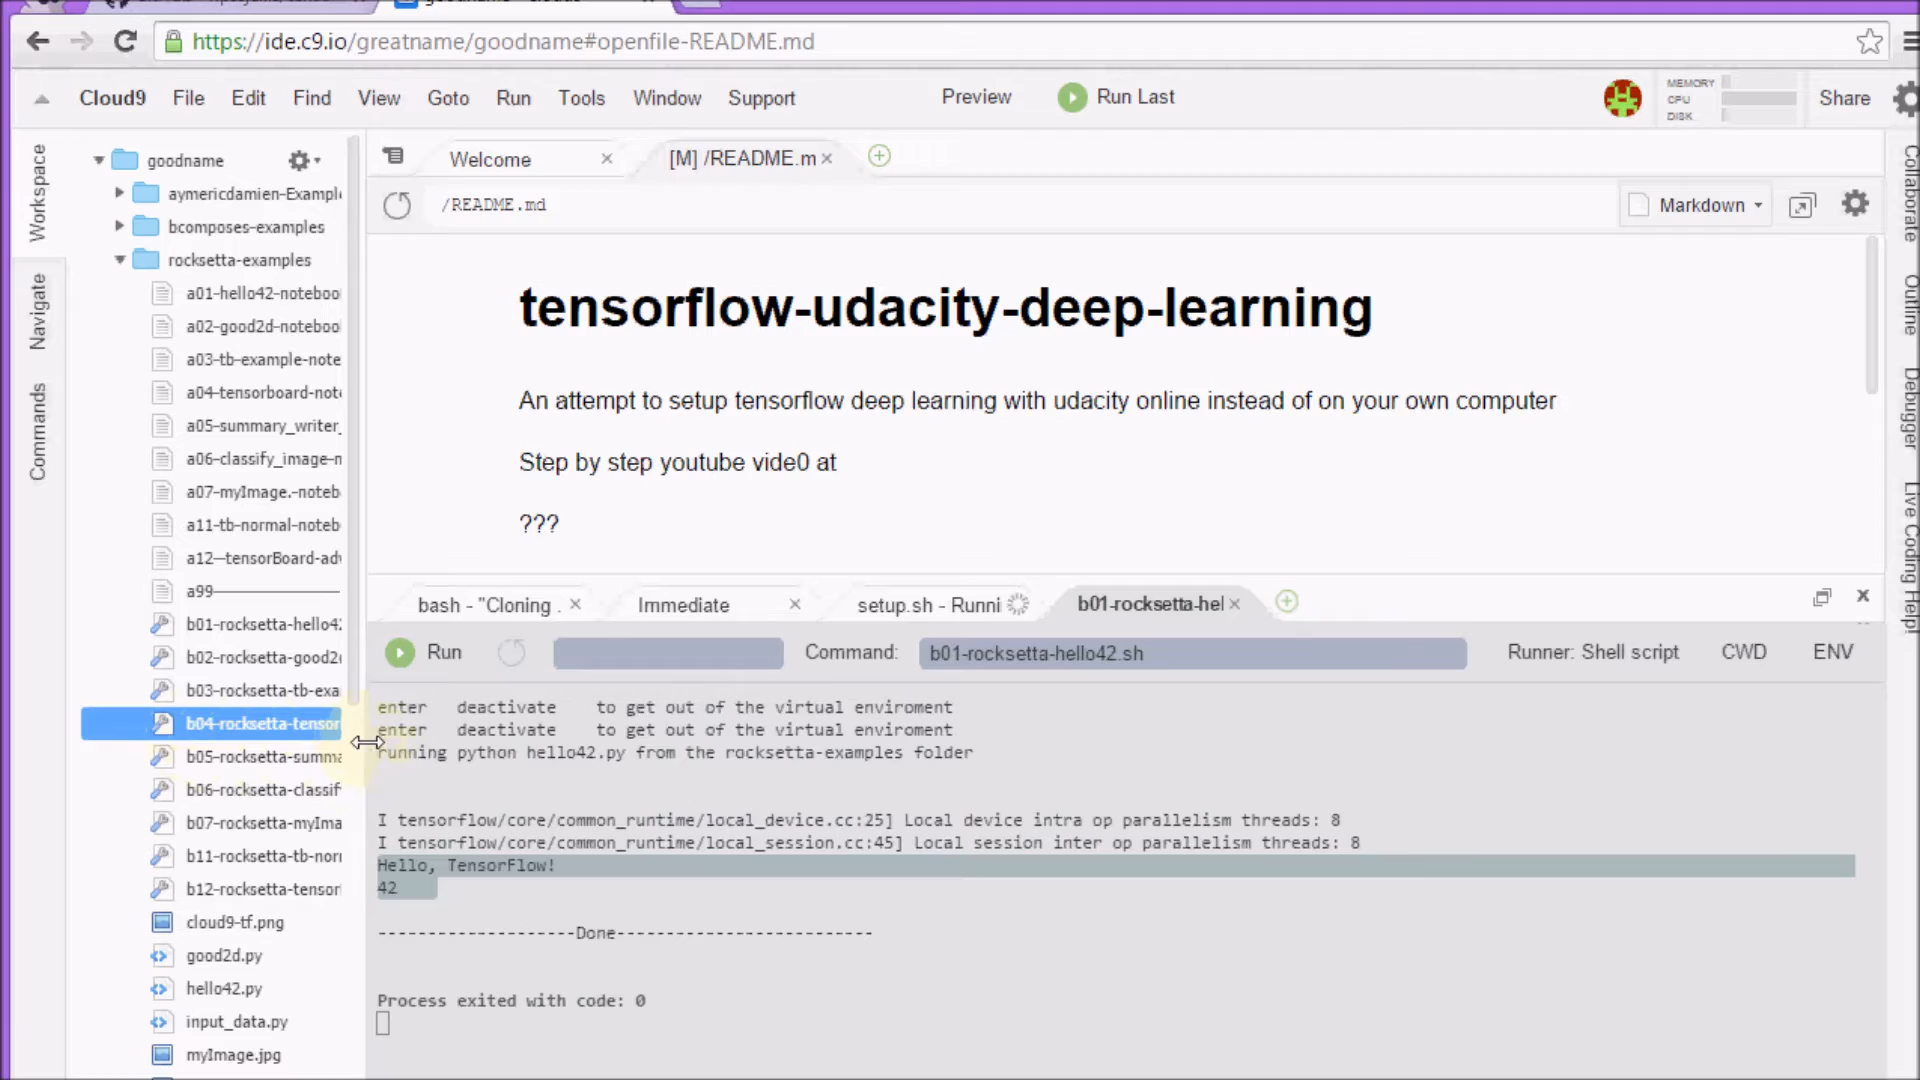 https://ide.c9.io/greatname/goodname#openfile-README.md
Cloud9 File Edit Find View Goto Run Tools Window Support Preview Run Last
MEMORY
CPU
DISK
Share
Workspace
Navigate
Commands
goodname
aymericdamien-Exampl
bcomposes-examples
rocksetta-examples
a01-hello42-noteboo
a02-good2d-noteboo
a03-tb-example-note
a04-tensorboard-not
a05-summary_writer_
a06-classify_image-n
a07-myImage.-noteb
a11-tb-normal-noteb
a12--tensorBoard-adv
a99------------------
b01-rocksetta-hello42
b02-rocksetta-good2d
b03-rocksetta-tb-exa
b04-rocksetta-tensor
b05-rocksetta-summa
b06-rocksetta-classif
b07-rocksetta-myIma
b11-rocksetta-tb-nor
b12-rocksetta-tensor
cloud9-tf.png
good2d.py
hello42.py
input_data.py
myImage.jpg
Welcome
[M] /README.m
/README.md
Markdown
tensorflow-udacity-deep-learning
An attempt to setup tensorflow deep learning with udacity online instead of on your own computer
Step by step youtube vide0 at
???
bash - "Cloning .
Immediate
setup.sh - Runni
b01-rocksetta-hel
Run
Command:
b01-rocksetta-hello42.sh
Runner: Shell script
CWD
ENV
enter   deactivate    to get out of the virtual enviroment
enter   deactivate    to get out of the virtual enviroment
running python hello42.py from the rocksetta-examples folder
I tensorflow/core/common_runtime/local_device.cc:25] Local device intra op parallelism threads: 8
I tensorflow/core/common_runtime/local_session.cc:45] Local session inter op parallelism threads: 8
Hello, TensorFlow!
42
--------------------Done-------------------------
Process exited with code: 0
Collaborate
Outline
Debugger
Live Coding Help!